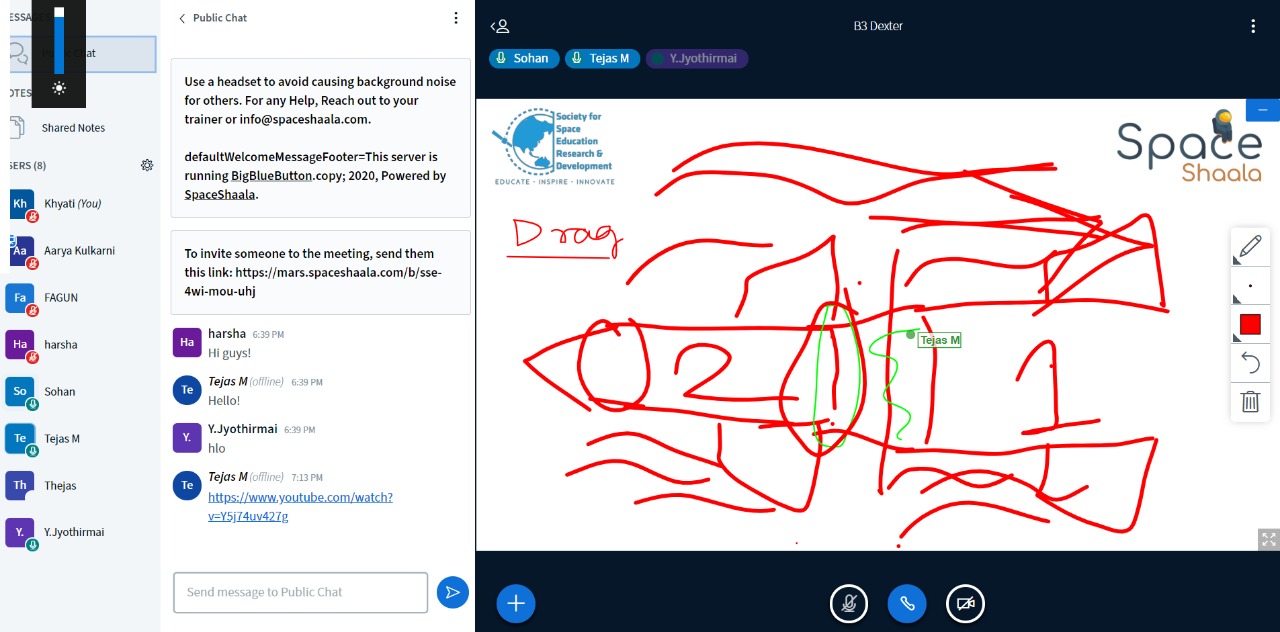 Public Chat
Shared Notes
SERS (8)
Kh
Khyati (You)
Aa
Aarya Kulkarni
Fa
FAGUN
Ha
harsha
So
Sohan
Te
Tejas M
Th
Thejas
Y.
Y.Jyothirmai
Use a headset to avoid causing background noise
for others. For any Help, Reach out to your
trainer or info@spaceshaala.com.
defaultWelcomeMessageFooter=This server is
running BigBlueButton.copy; 2020, Powered by
SpaceShaala.
To invite someone to the meeting, send them
this link: https://mars.spaceshaala.com/b/sse-
4wi-mou-uhj
Ha
harsha 6:39 PM
Hi guys!
Te
Tejas M (offline) 6:39 PM
Hello!
Y.
Y.Jyothirmai 6:39 PM
hlo
Te
Tejas M (offline) 7:13 PM
https://www.youtube.com/watch?
v=Y5j74uv427g
Send message to Public Chat
B3 Dexter
Sohan
Tejas M
Y.Jyothirmai
Society for
Space
Education
Research &
Development
EDUCATE - INSPIRE - INNOVATE
Space
Shaala
Drag
Tejas M
2
1